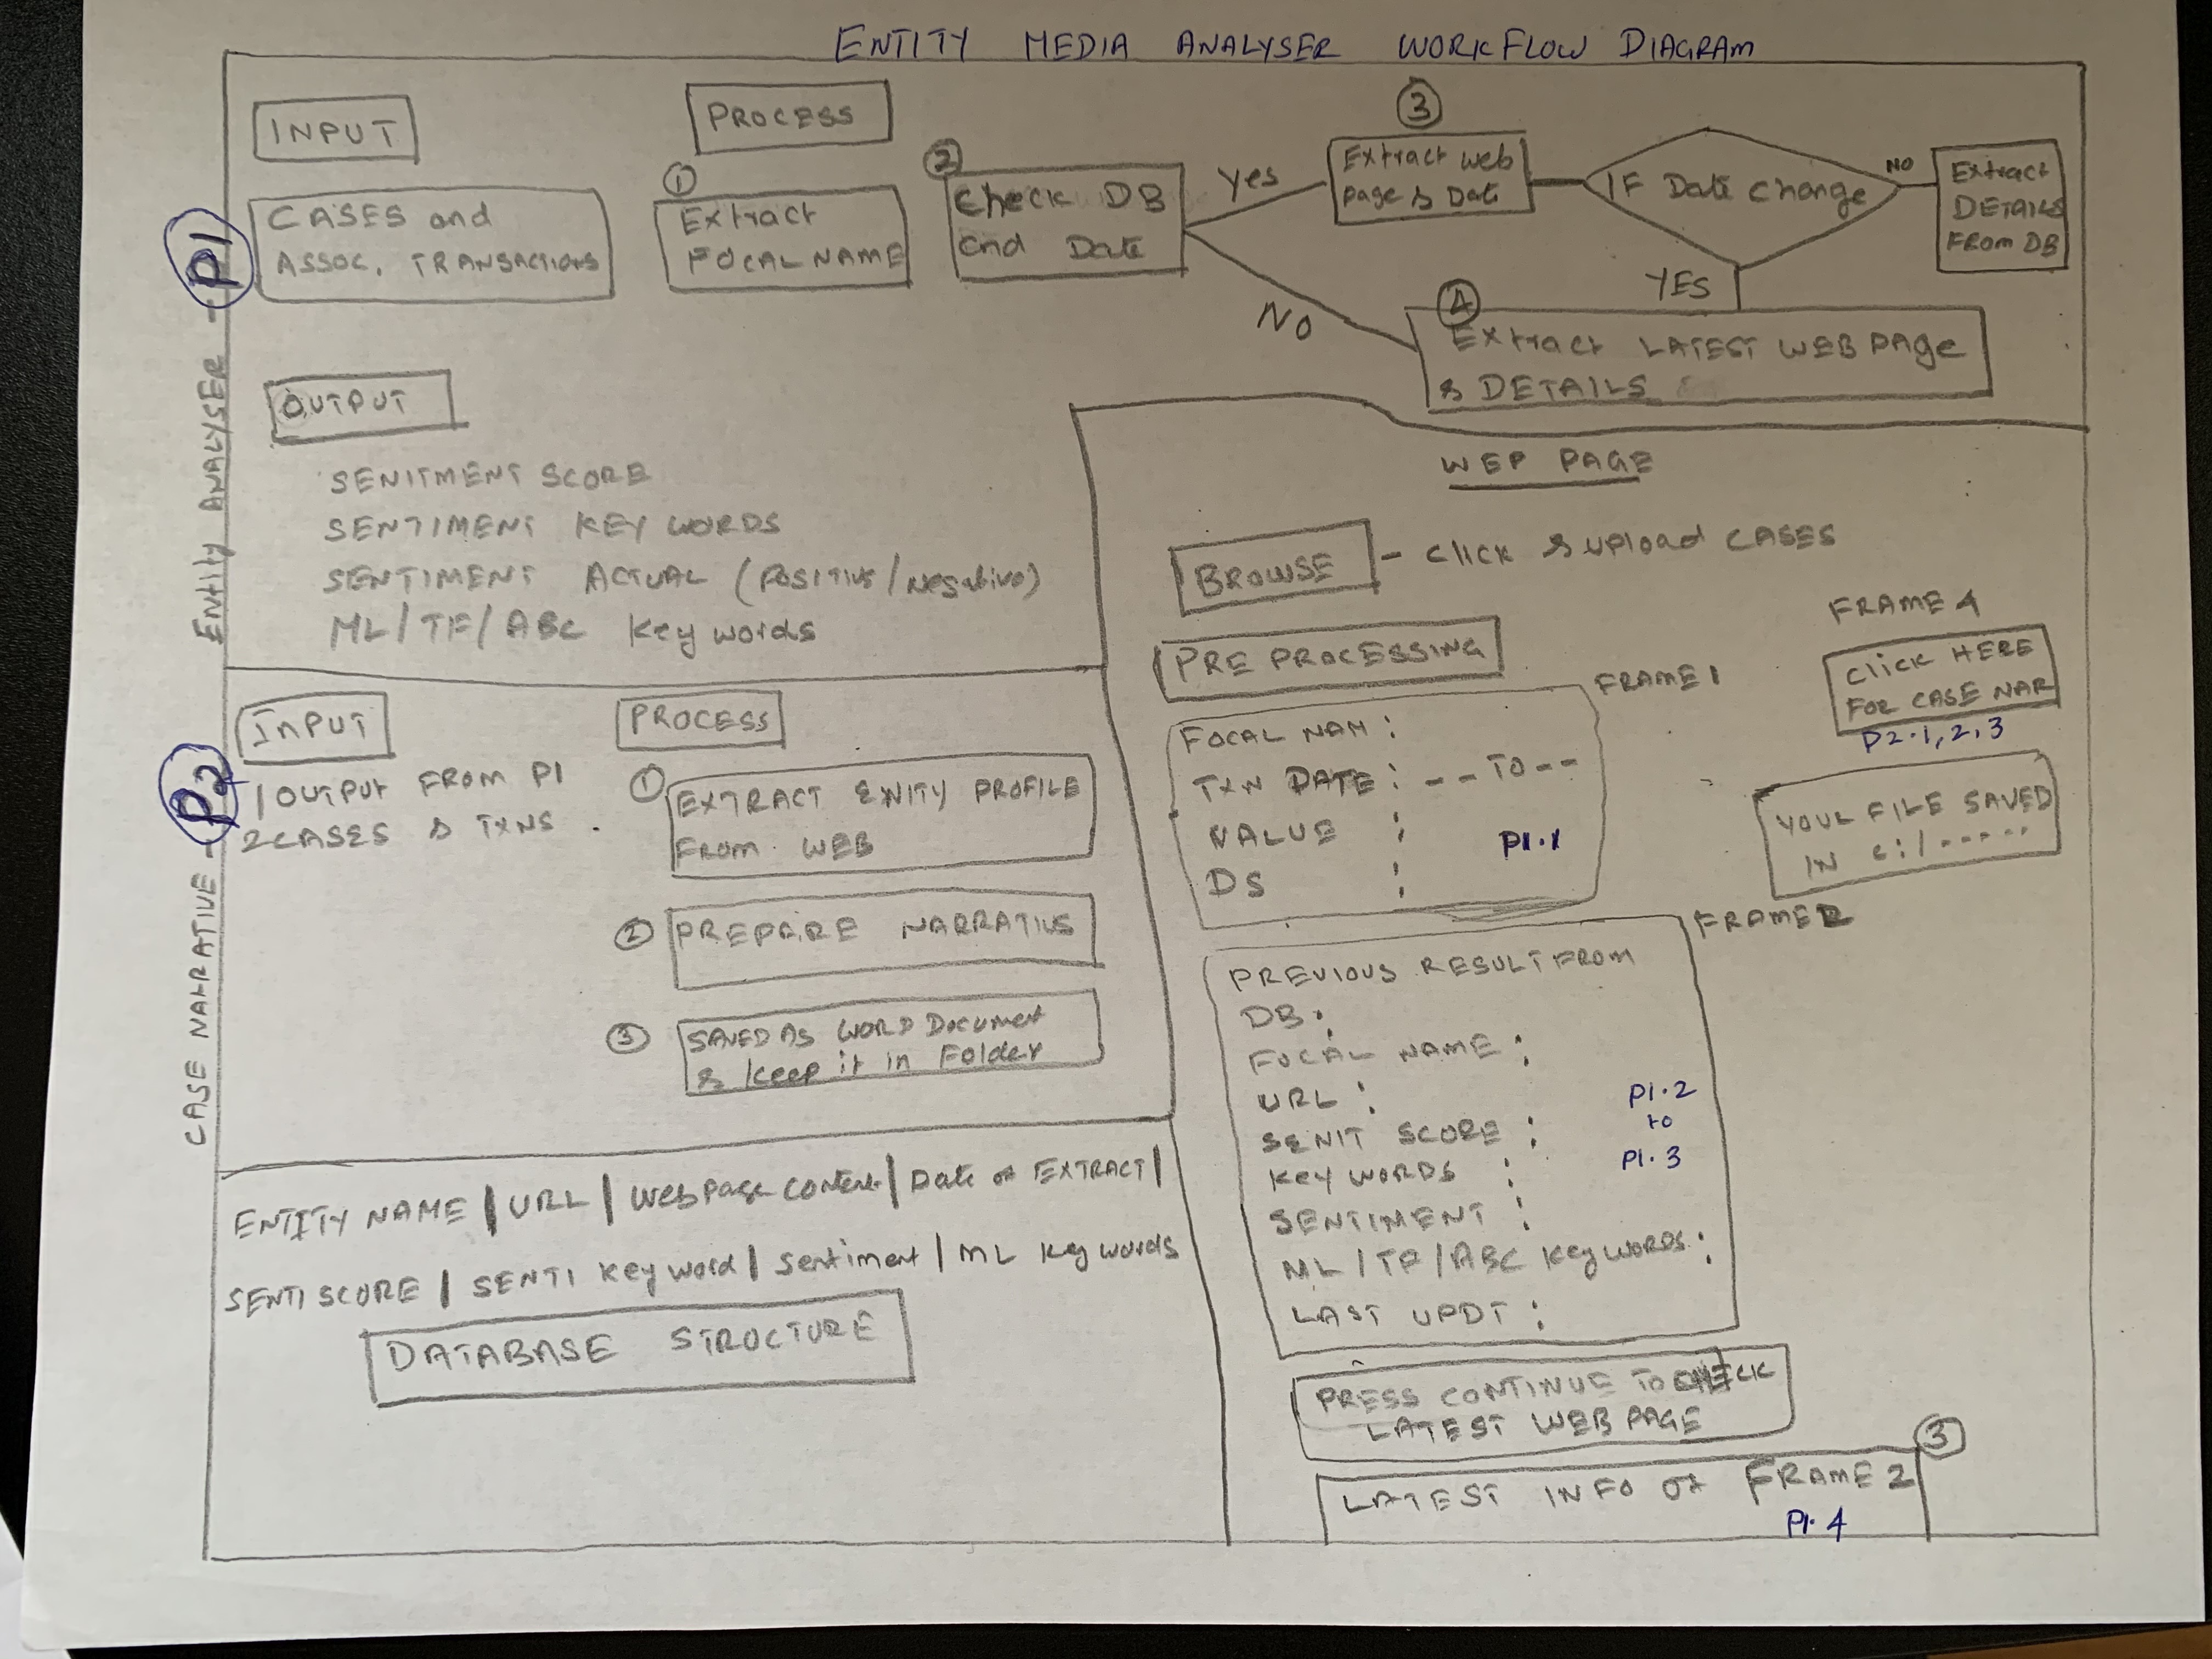 ENTITY MEDIA ANALYSER WORKFLOW DIAGRAM
P1
Entity ANALYSER -
INPUT
CASES and
ASSOC. TRANSACTIONS
PROCESS
1
Extract
FOCAL NAME
2
Check DB
and Date
Yes
NO
3
Extract web
page & Date
IF Date Change
NO
Extract
DETAILS
FROM DB
YES
4
Extract LATEST WEB PAge
& DETAILS
OUTPUT
SENITMENT SCORE
SENTIMENT KEY WORDS
SENTIMENT ACTUAL (POSITIVE/Negative)
ML/TF/ABC Key words
P2
CASE NARRATIVE -
INPUT
1 OUTPUT FROM P1
2 CASES & TXNS .
PROCESS
1
EXTRACT ENITY PROFILE
FROM WEB
2
PREPARE NARRATIVE
3
SAVED AS WORD Document
& keep it in Folder
ENTITY NAME | URL | Web page content | Date of EXTRACT |
SENTI SCORE | SENTI Key word | Sentiment | ML Key words
DATABASE STRUCTURE
WEP PAGE
BROWSE - Click & upload CASES
PRE PROCESSING
FRAME 1
FOCAL NAM :
TXN DATE : -- TO --
VALUE :
P1.1
DS :
FRAME 4
Click HERE
FOR CASE NAR
P2.1,2,3
YOUR FILE SAVED
IN c:/-----
FRAME 2
PREVIOUS RESULT FROM
DB :
FOCAL NAME :
URL :
SENIT SCORE :
Key WORDS :
SENTIMENT :
ML/TF/ABC Key WORDS :
LAST UPDT :
P1.2
to
P1.3
PRESS CONTINUE TO CHECK
LATEST WEB PAGE
3
LATEST INFO OF FRAME 2
P1.4